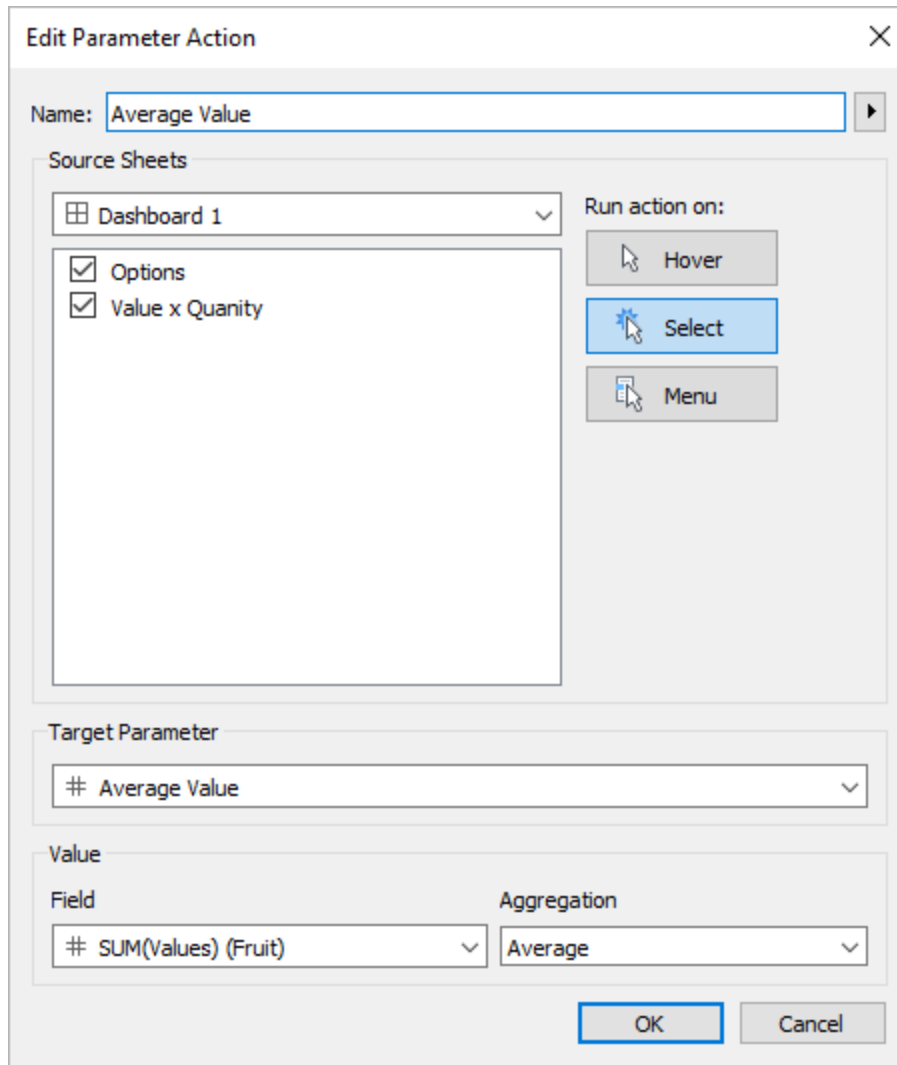 Edit Parameter Action
Name: Average Value
Source Sheets
Dashboard 1
Run action on:
Options
Value x Quanity
Hover
Select
Menu
Target Parameter
Average Value
Value
Field Aggregation
SUM(Values) (Fruit) Average
OK Cancel